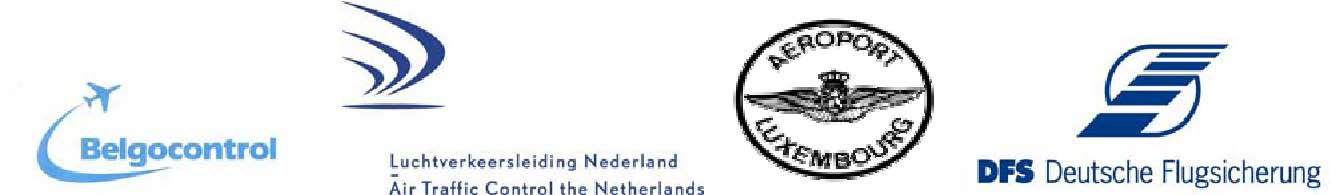 Belgocontrol
Luchtverkeersleiding Nederland
Air Traffic Control the Netherlands
AEROPORT
LUXEMBOURG
DFS Deutsche Flugsicherung